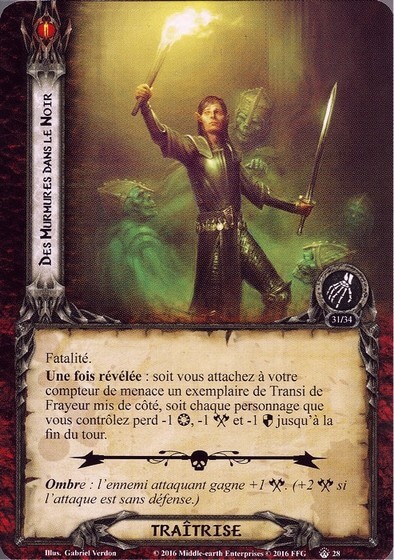 DES MURMURES DANS LE NOIR
31/34
Fatalité.
Une fois révélée : soit vous attachez à votre
compteur de menace un exemplaire de Transi de
Frayeur mis de côté, soit chaque personnage que
vous contrôlez perd -1, -1 et -1 jusqu'à la
fin du tour.
Ombre : l'ennemi attaquant gagne +1. (+2 si
l'attaque est sans défense.)
TRAÎTRISE
Illus. Gabriel Verdon © 2016 Middle-earth Enterprises © 2016 FFG 28